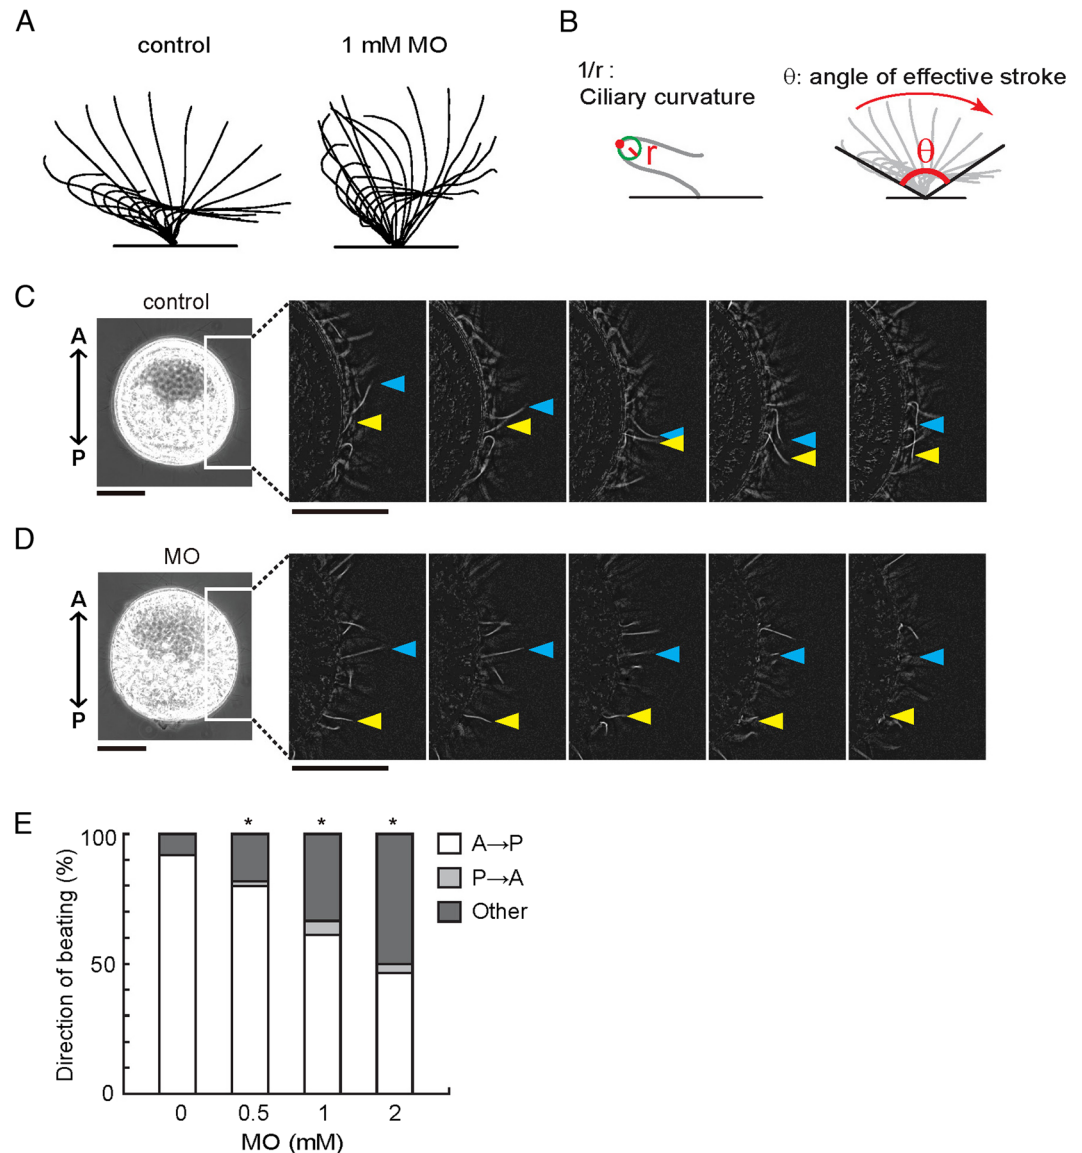 A
control
1 mM MO
B
1/r :
Ciliary curvature
r
θ: angle of effective stroke
θ
C
control
A
P
D
MO
A
P
E
Direction of beating (%)
100
50
0
* * *
A→P
P→A
Other
0 0.5 1 2
MO (mM)